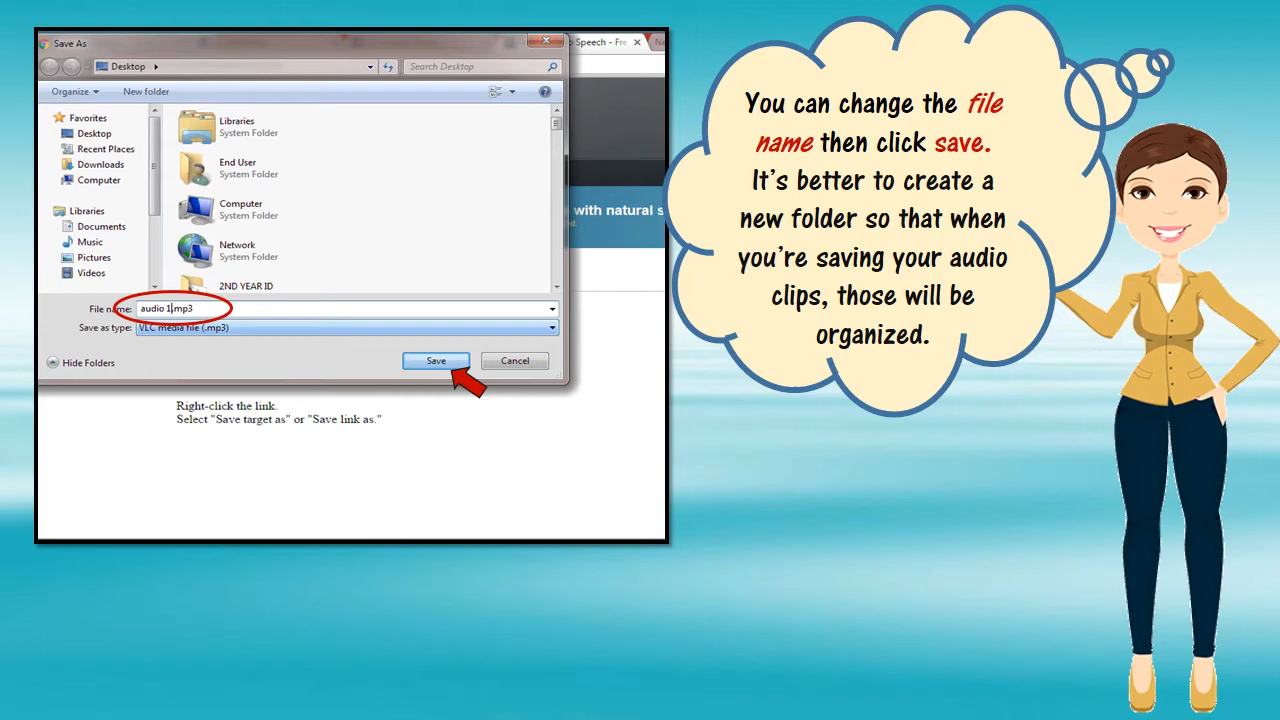 Save As
o Speech - Fre
Ne
Desktop
Search Desktop
Organize
New folder
Favorites
Desktop
Recent Places
Downloads
Computer
Libraries
Documents
Music
Pictures
Videos
Libraries
System Folder
End User
System Folder
Computer
System Folder
Network
System Folder
2ND YEAR ID
with natural s
File name: audio 1.mp3
Save as type: VLC media file (.mp3)
Hide Folders
Save
Cancel
Right-click the link.
Select "Save target as" or "Save link as."
You can change the file
name then click save.
It's better to create a
new folder so that when
you're saving your audio
clips, those will be
organized.